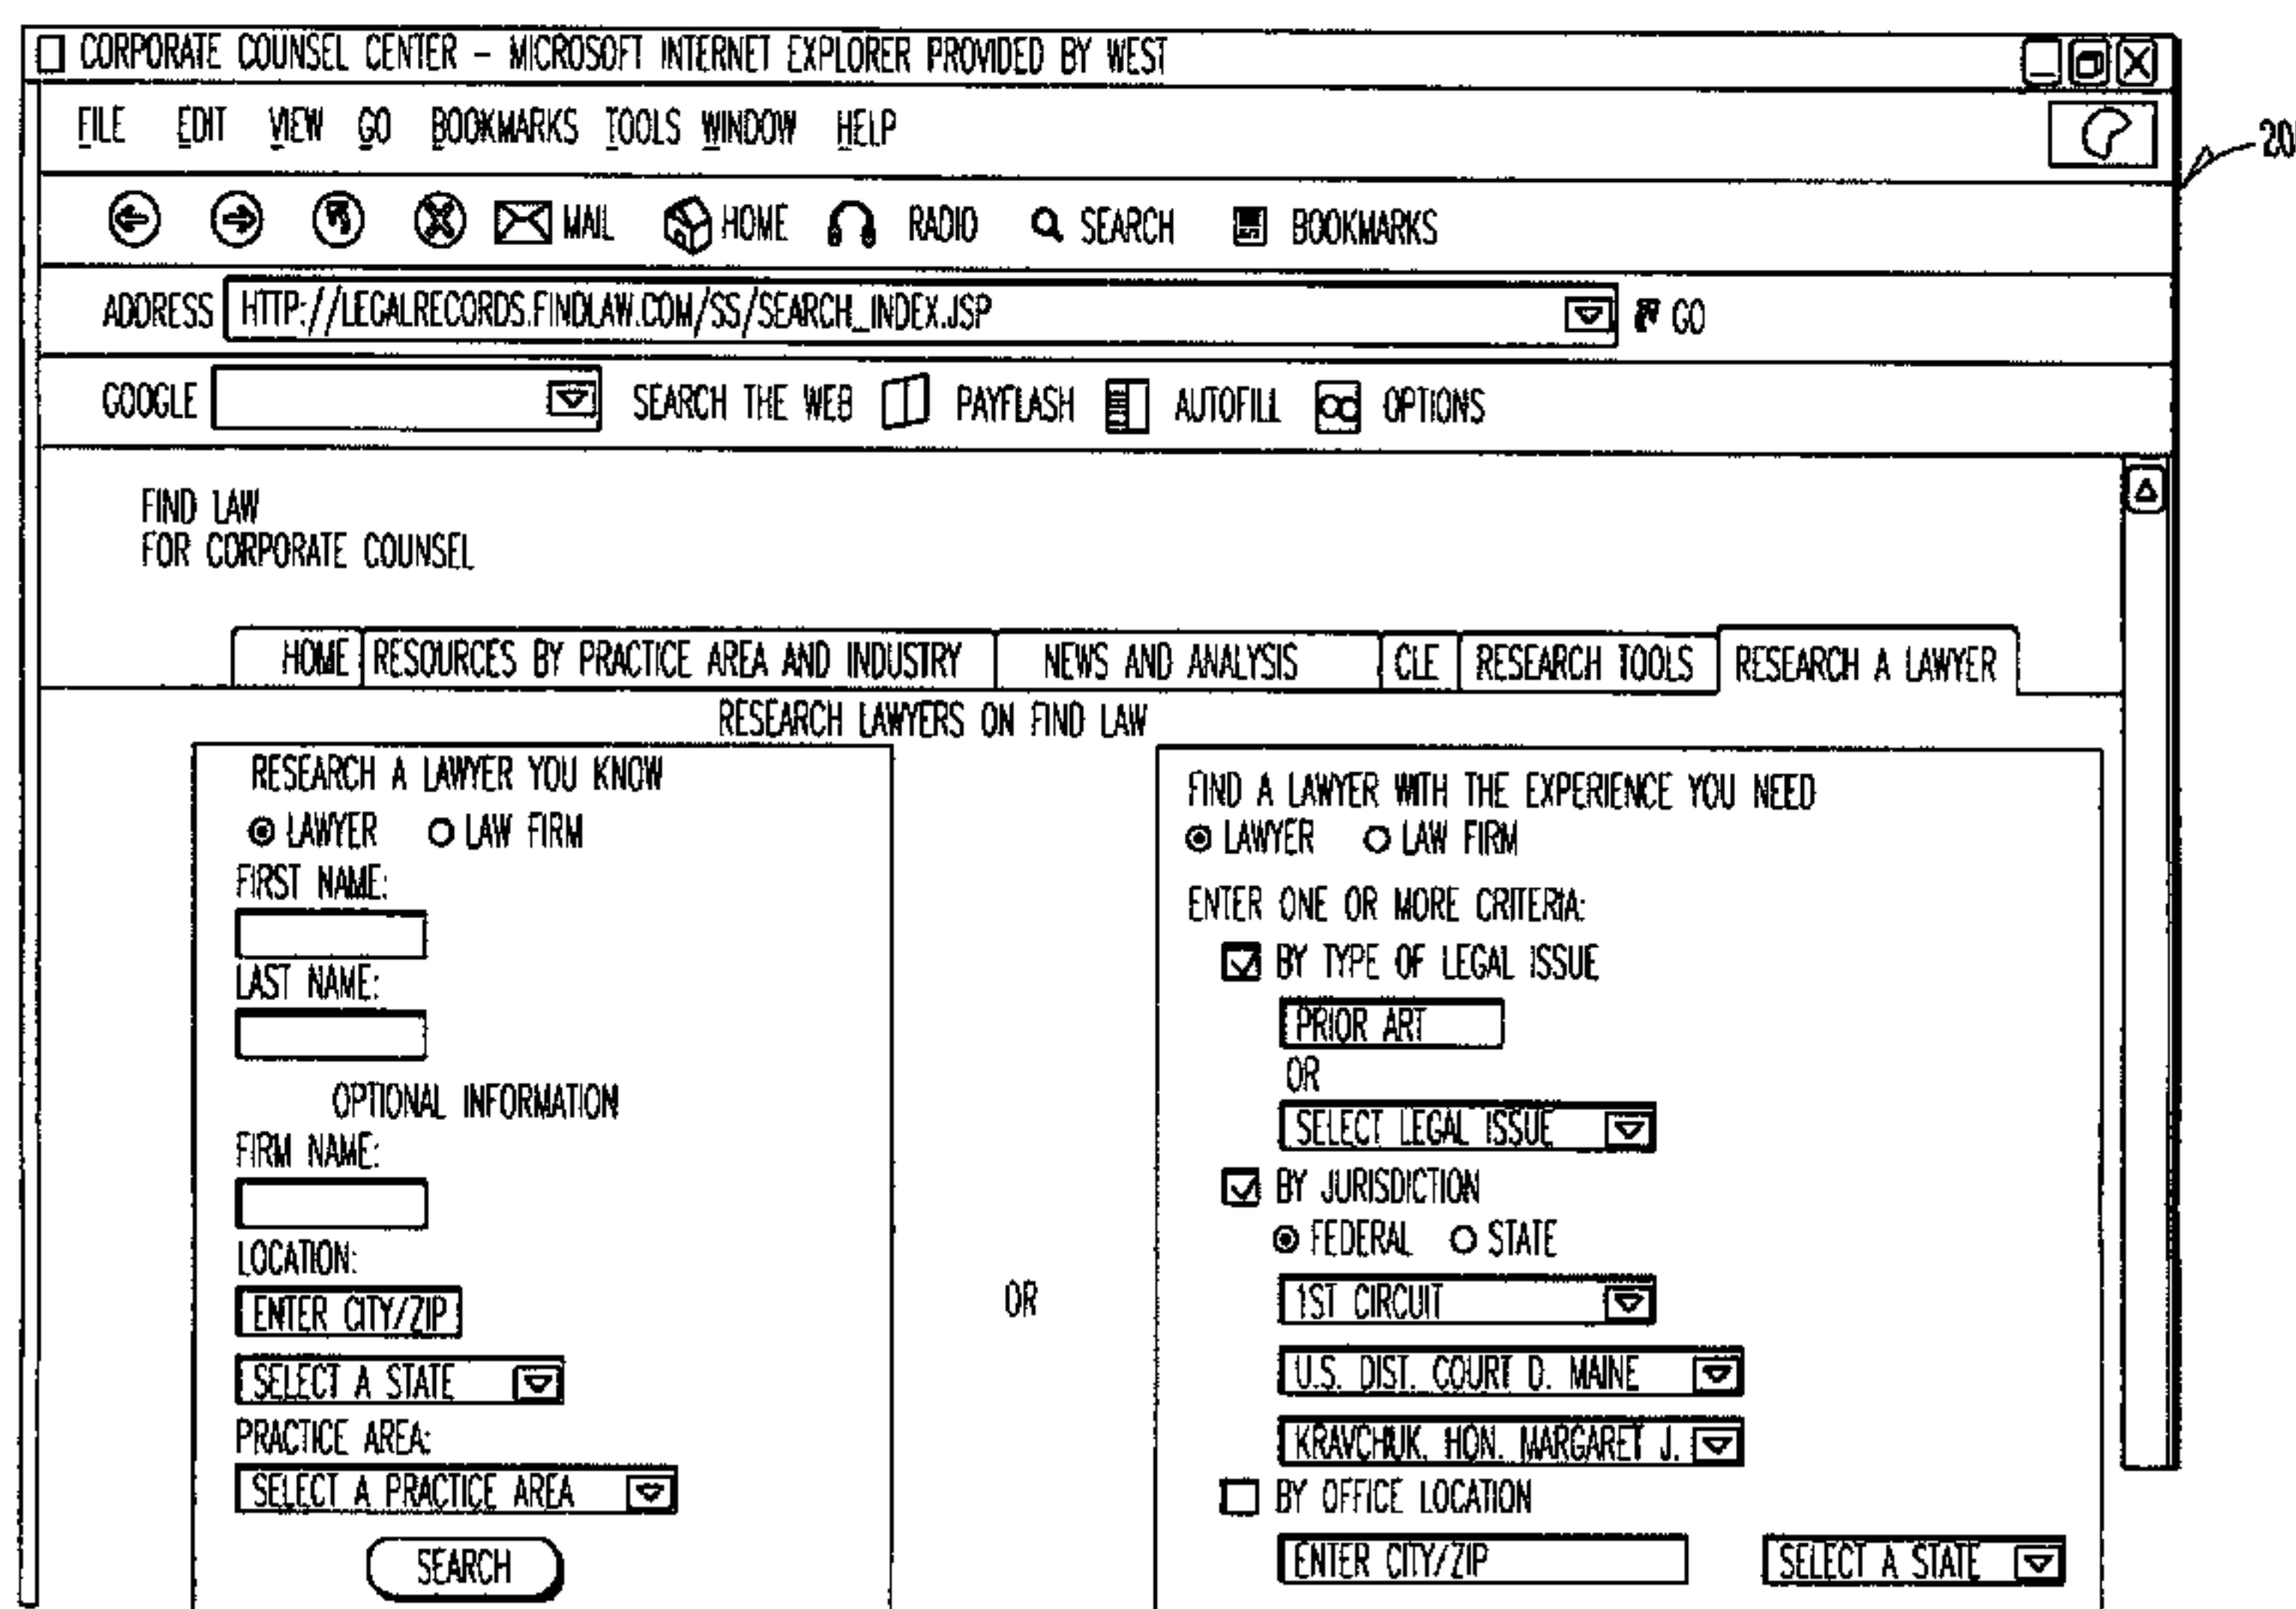 CORPORATE COUNSEL CENTER – MICROSOFT INTERNET EXPLORER PROVIDED BY WEST
FILE EDIT VIEW GO BOOKMARKS TOOLS WINDOW HELP
MAIL HOME RADIO SEARCH BOOKMARKS
ADDRESS HTTP://LEGALRECORDS.FINDLAW.COM/SS/SEARCH_INDEX.JSP GO
GOOGLE SEARCH THE WEB PAYFLASH AUTOFILL OPTIONS
FIND LAW
FOR CORPORATE COUNSEL
HOME RESOURCES BY PRACTICE AREA AND INDUSTRY NEWS AND ANALYSIS CLE RESEARCH TOOLS RESEARCH A LAWYER
RESEARCH LAWYERS ON FIND LAW
RESEARCH A LAWYER YOU KNOW
LAWYER LAW FIRM
FIRST NAME:
LAST NAME:
OPTIONAL INFORMATION
FIRM NAME:
LOCATION:
ENTER CITY/ZIP
SELECT A STATE
PRACTICE AREA:
SELECT A PRACTICE AREA
SEARCH
OR
FIND A LAWYER WITH THE EXPERIENCE YOU NEED
LAWYER LAW FIRM
ENTER ONE OR MORE CRITERIA:
BY TYPE OF LEGAL ISSUE
PRIOR ART
OR
SELECT LEGAL ISSUE
BY JURISDICTION
FEDERAL STATE
1ST CIRCUIT
U.S. DIST. COURT D. MAINE
KRAVCHUK, HON. MARGARET J.
BY OFFICE LOCATION
ENTER CITY/ZIP SELECT A STATE